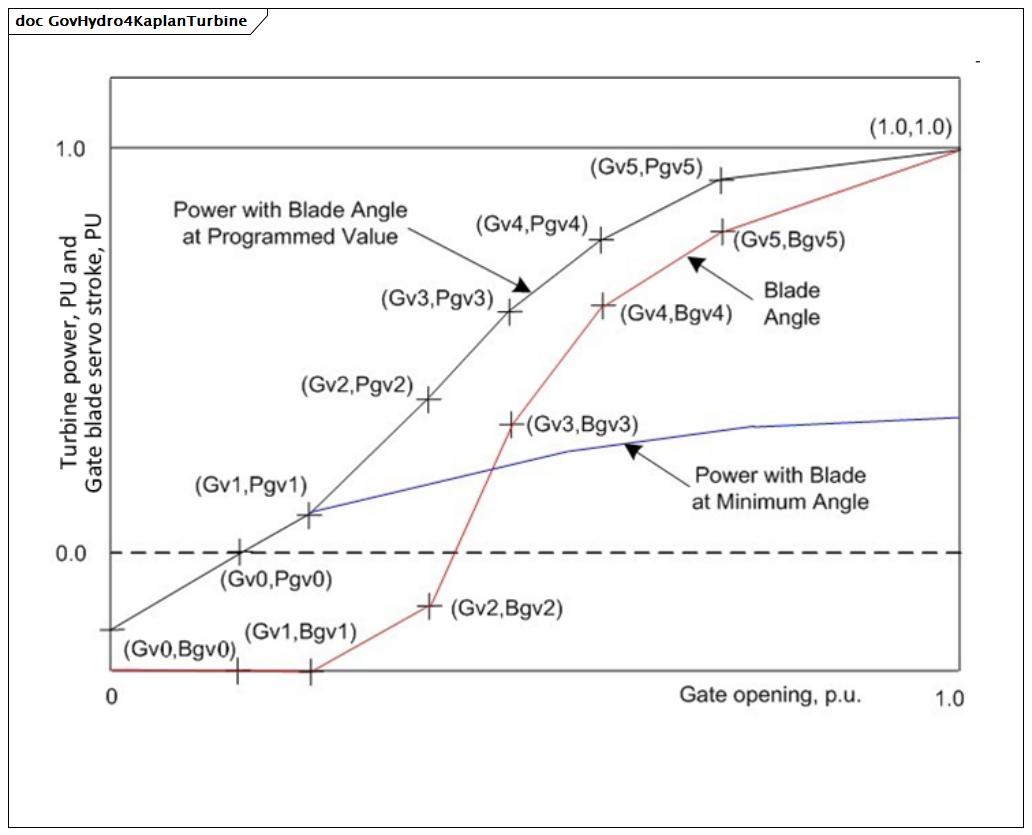 doc GovHydro4KaplanTurbine
-
(1.0,1.0)
1.0
(Gv5,Pgv5)
Power with Blade Angle
at Programmed Value
(Gv4,Pgv4)
(Gv5,Bgv5)
Turbine power, PU and
Gate blade servo stroke, PU
(Gv3,Pgv3)
Blade
Angle
(Gv4,Bgv4)
(Gv2,Pgv2)
(Gv3,Bgv3)
(Gv1,Pgv1)
Power with Blade
at Minimum Angle
0.0
(Gv0,Pgv0)
(Gv2,Bgv2)
(Gv1,Bgv1)
(Gv0,Bgv0)
0
Gate opening, p.u.
1.0